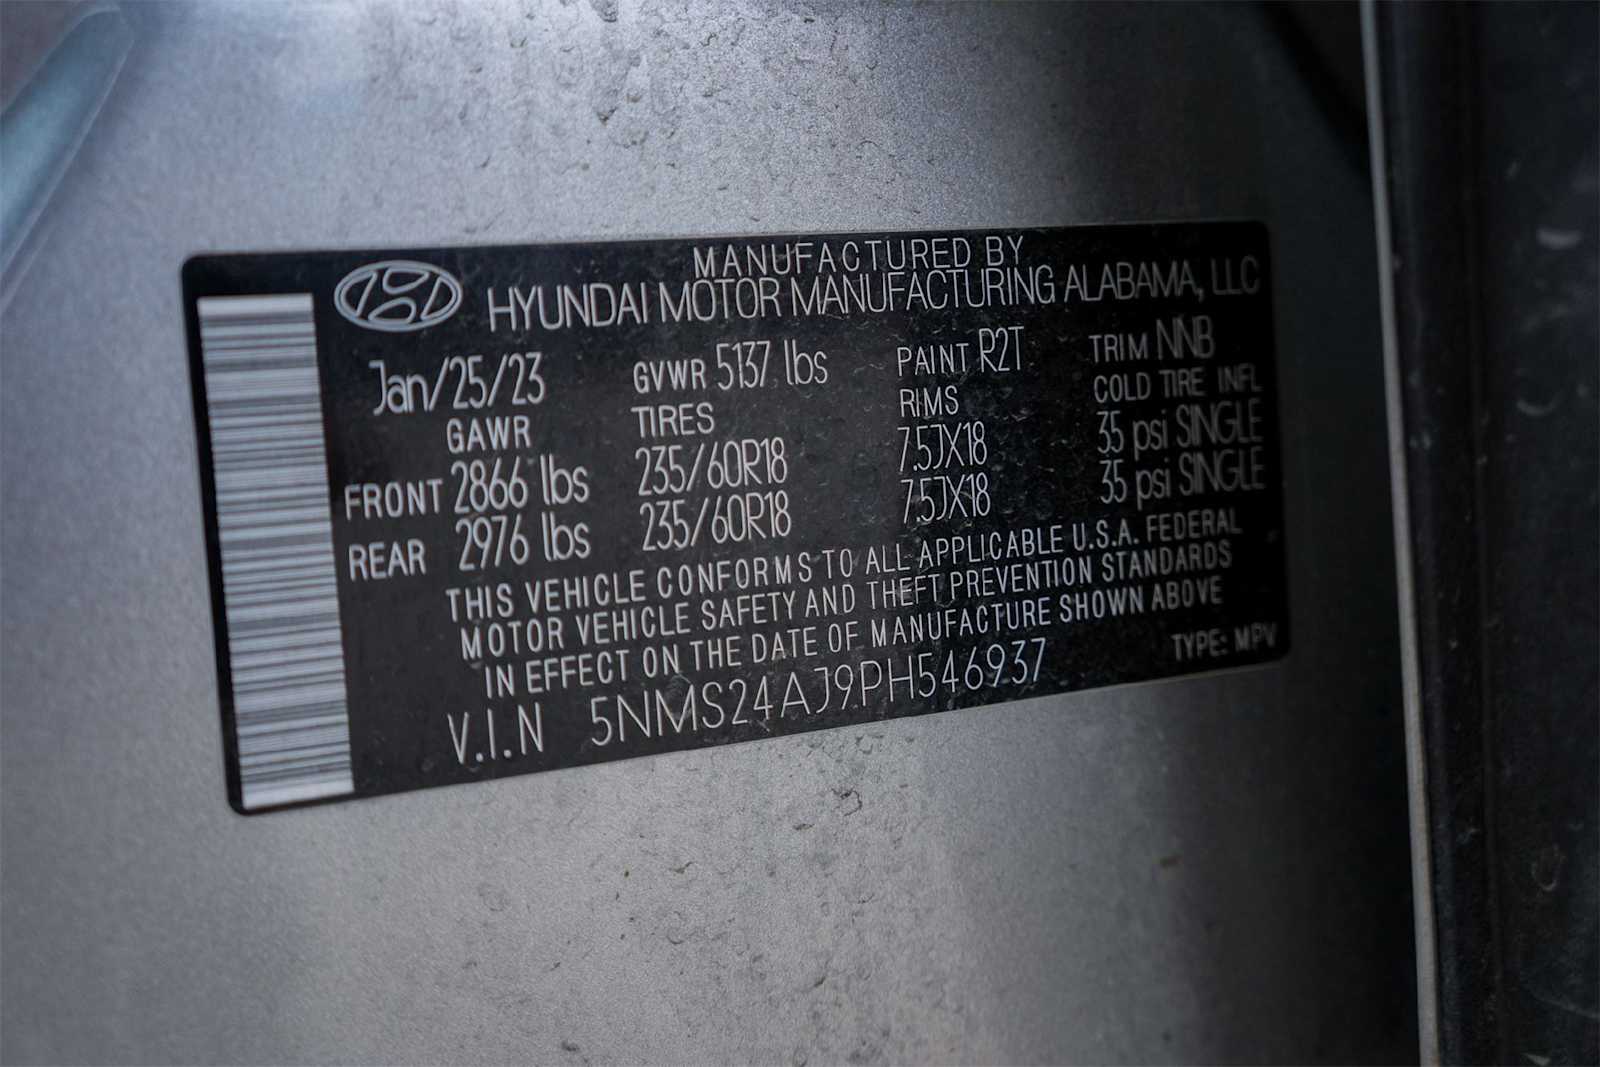 MANUFACTURED BY
HYUNDAI MOTOR MANUFACTURING ALABAMA, LLC
Jan/25/23 GVWR 5137 lbs PAINT R2T TRIM NNB
GAWR TIRES RIMS COLD TIRE INFL
FRONT 2866 lbs 235/60R18 7.5JX18 35 psi SINGLE
REAR 2976 lbs 235/60R18 7.5JX18 35 psi SINGLE
THIS VEHICLE CONFORMS TO ALL APPLICABLE U.S.A. FEDERAL
MOTOR VEHICLE SAFETY AND THEFT PREVENTION STANDARDS
IN EFFECT ON THE DATE OF MANUFACTURE SHOWN ABOVE
V.I.N 5NMS24AJ9PH546937 TYPE: MPV